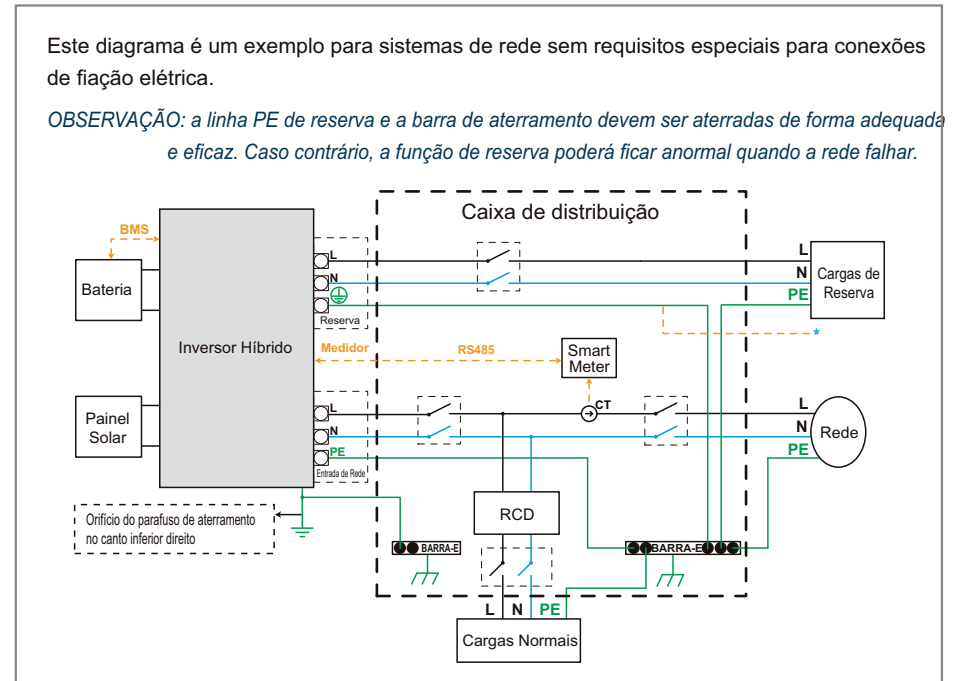 Este diagrama é um exemplo para sistemas de rede sem requisitos especiais para conexões
de fiação elétrica.
OBSERVAÇÃO: a linha PE de reserva e a barra de aterramento devem ser aterradas de forma adequada
e eficaz. Caso contrário, a função de reserva poderá ficar anormal quando a rede falhar.
Caixa de distribuição
BMS
Bateria
L
N
Reserva
L
N
PE
Cargas de
Reserva
*
Inversor Híbrido
Medidor
RS485
Smart
Meter
CT
Painel
Solar
L
N
PE
Entrada de Rede
L
N
PE
Rede
Orifício do parafuso de aterramento
no canto inferior direito
RCD
BARRA-E
BARRA-E
L N PE
Cargas Normais